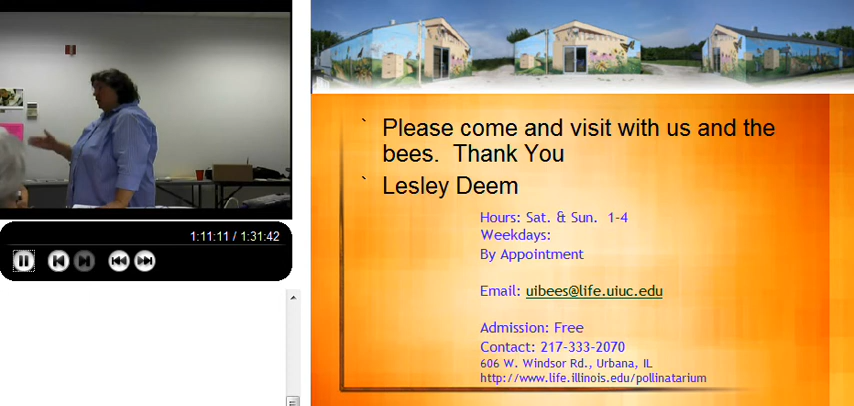 1:11:11 / 1:31:42
` Please come and visit with us and the
bees. Thank You
` Lesley Deem
Hours: Sat. & Sun. 1-4
Weekdays:
By Appointment
Email: uibees@life.uiuc.edu
Admission: Free
Contact: 217-333-2070
606 W. Windsor Rd., Urbana, IL
http://www.life.illinois.edu/pollinatarium